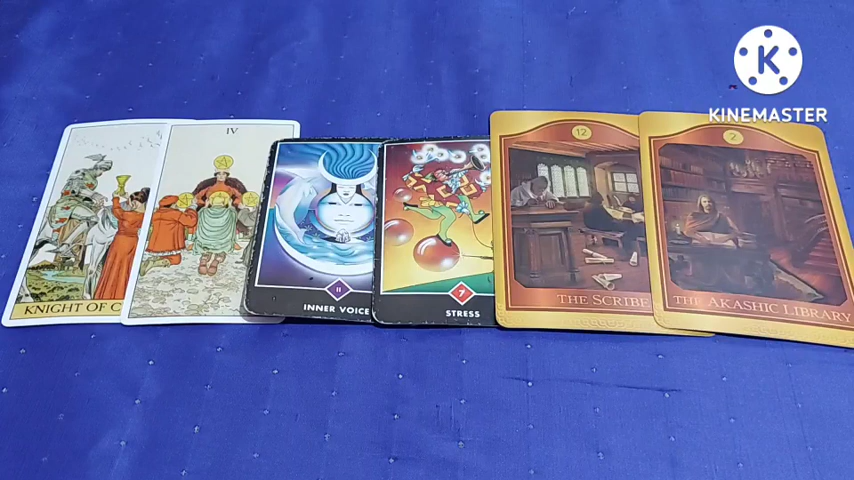 KINEMASTER
KNIGHT OF
IV
II
INNER VOICE
7
STRESS
12
THE SCRIBE
2
THE AKASHIC LIBRARY